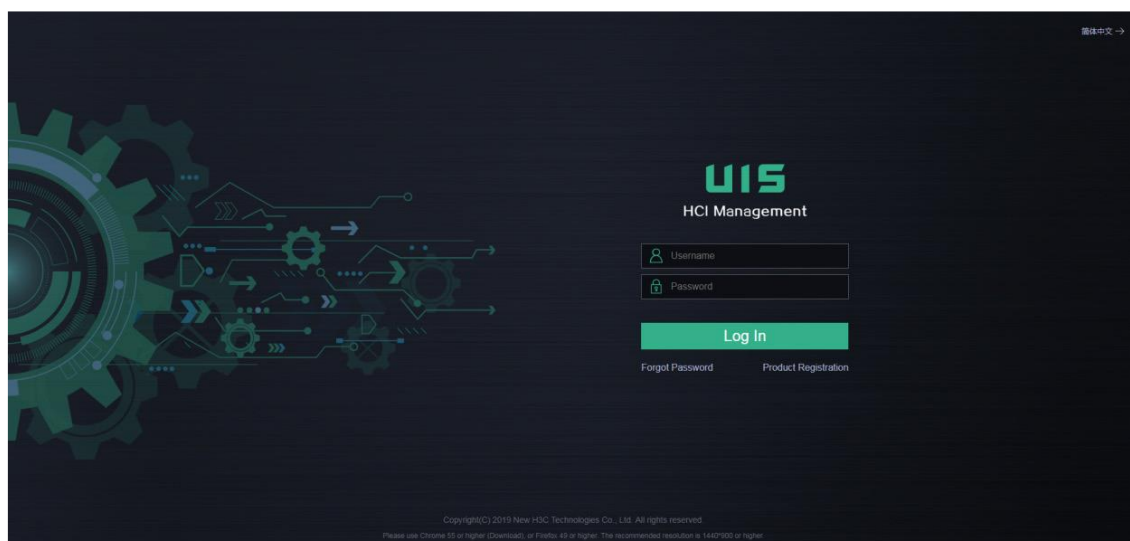 简体中文
UIS
HCI Management
Username
Password
Log In
Forgot Password Product Registration
Copyright(C) 2019 New H3C Technologies Co., Ltd. All rights reserved.
Please use Chrome 55 or higher (Download), or Firefox 49 or higher. The recommended resolution is 1440*900 or higher